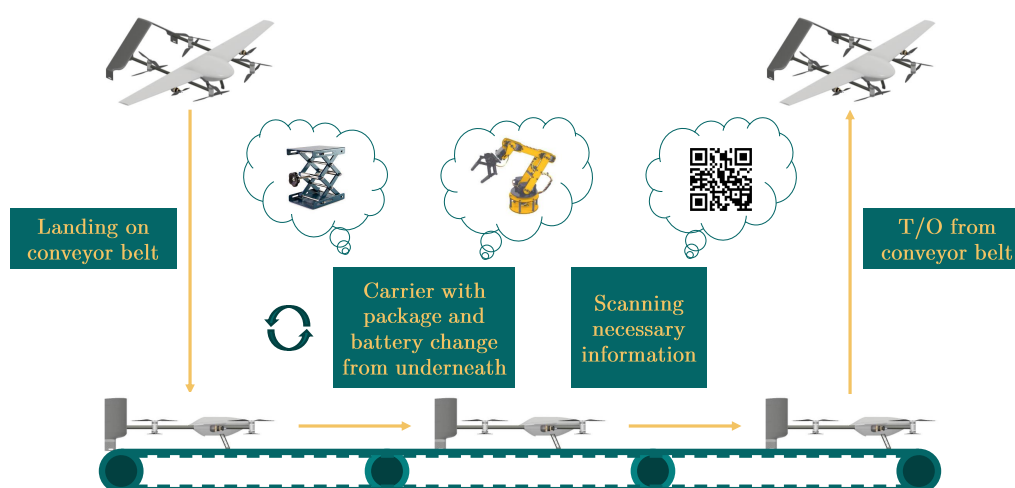 Landing on
conveyor belt
Carrier with
package and
battery change
from underneath
Scanning
necessary
information
T/O from
conveyor belt